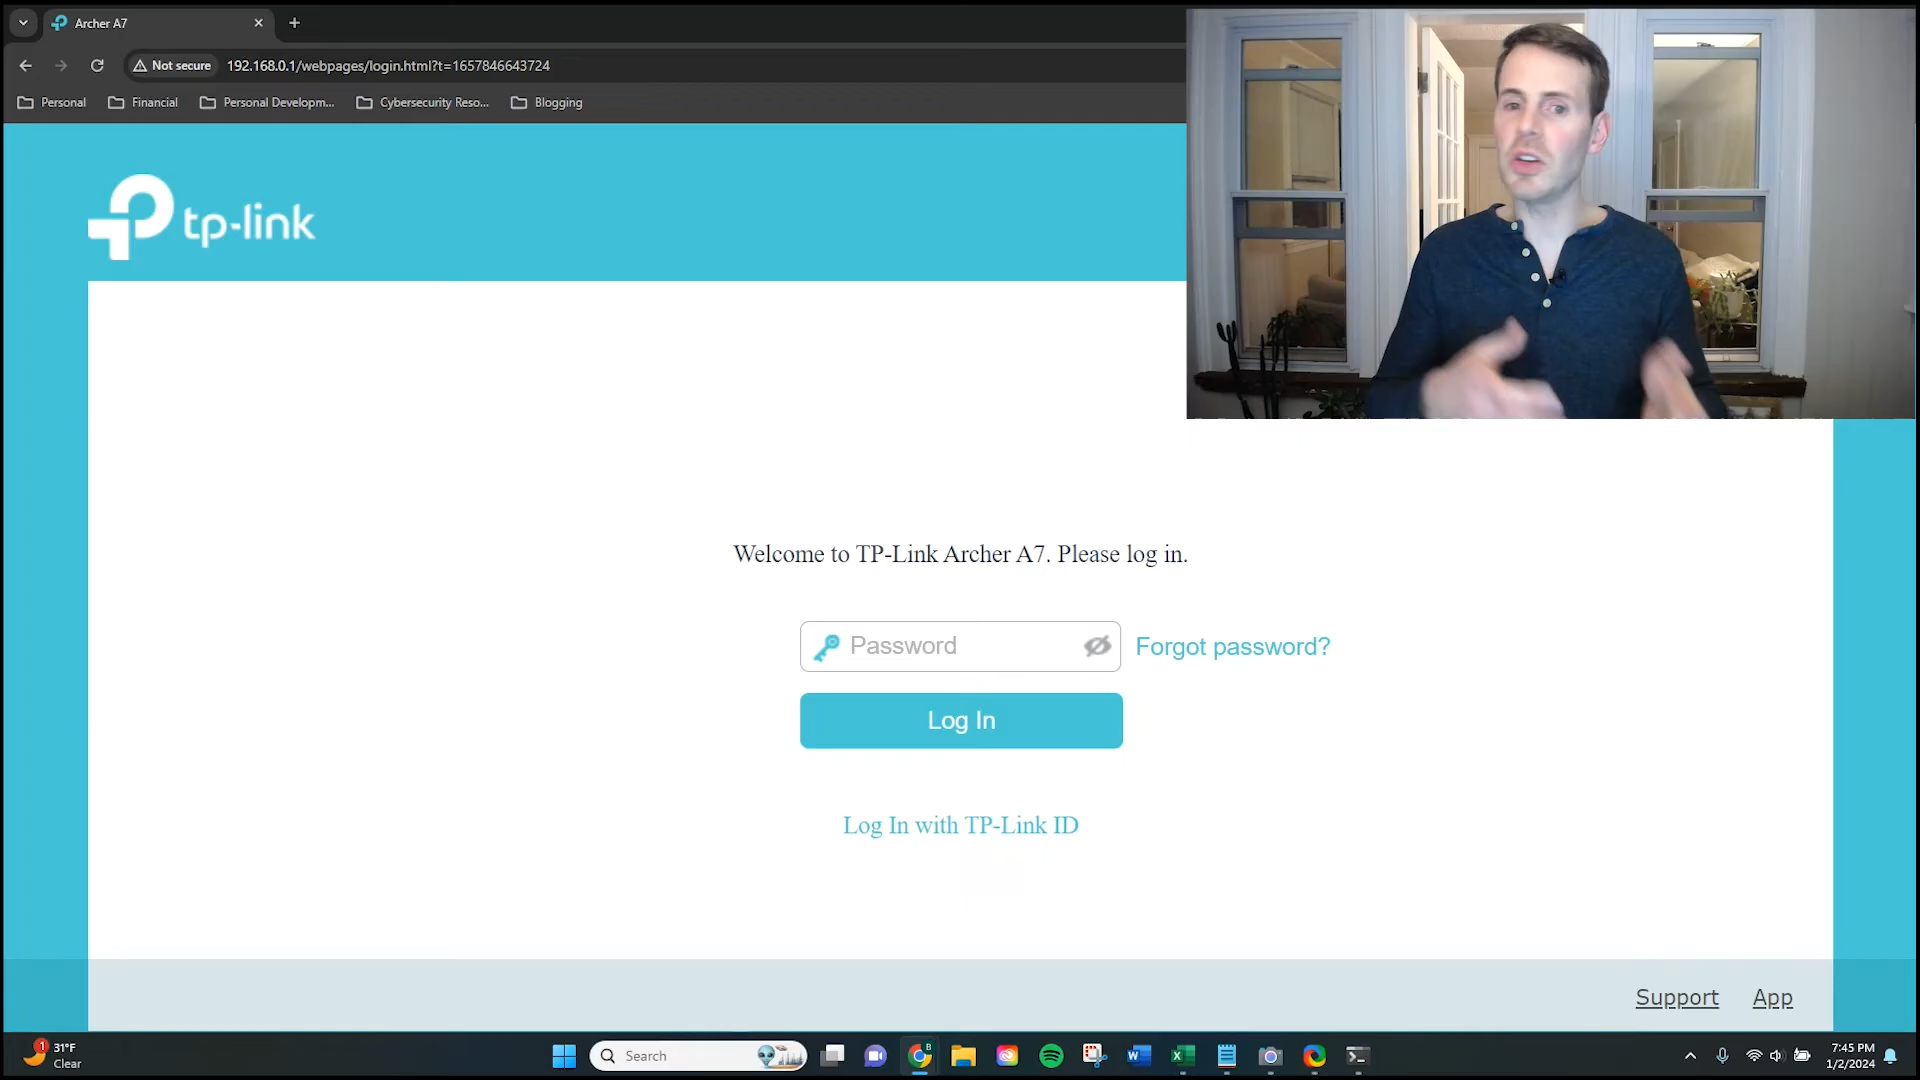 Archer A7
Not secure 192.168.0.1/webpages/login.html?t=1657846643724
Personal Financial Personal Developm... Cybersecurity Reso... Blogging
tp-link
Welcome to TP-Link Archer A7. Please log in.
Password Forgot password?
Log In
Log In with TP-Link ID
Support App
1 31°F
Clear
Search
B
7:45 PM
1/2/2024